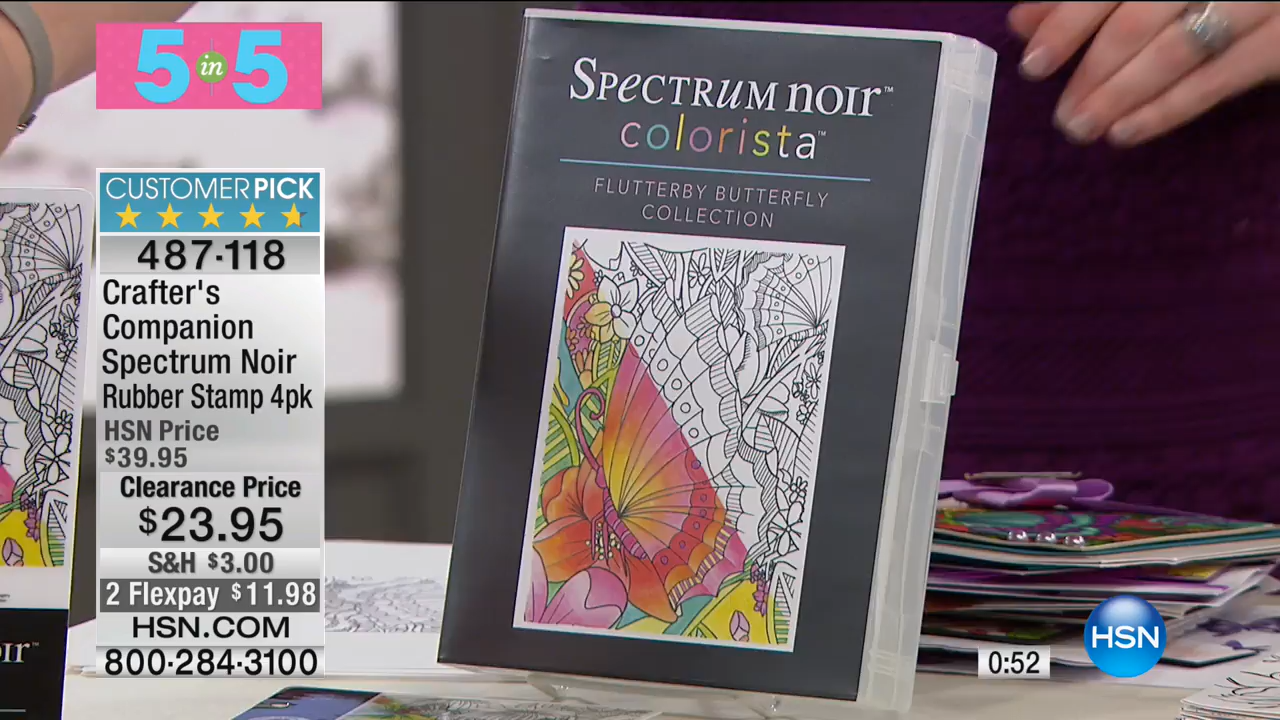 5 in 5
CUSTOMER PICK
487-118
Crafter's
Companion
Spectrum Noir
Rubber Stamp 4pk
HSN Price
$39.95
Clearance Price
$23.95
S&H $3.00
2 Flexpay $11.98
HSN.COM
800-284-3100
SPECTRUM NOIR™
colorista™
FLUTTERBY BUTTERFLY
COLLECTION
0:52
HSN